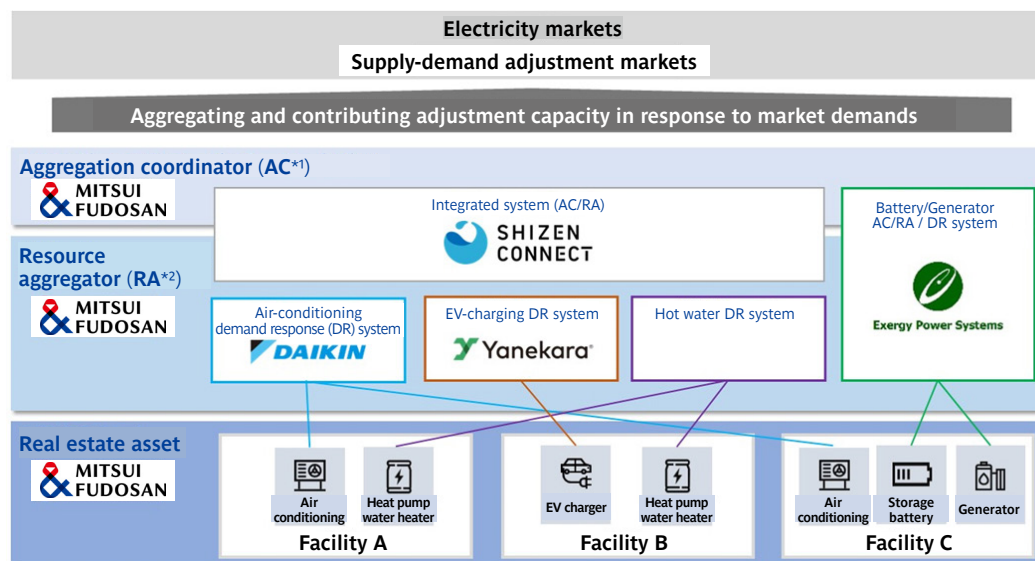 Electricity markets
Supply-demand adjustment markets
Aggregating and contributing adjustment capacity in response to market demands
Aggregation coordinator (AC*1)
MITSUI
FUDOSAN
Integrated system (AC/RA)
SHIZEN
CONNECT
Battery/Generator
AC/RA / DR system
Exergy Power Systems
Resource
aggregator (RA*2)
MITSUI
FUDOSAN
Air-conditioning
demand response (DR) system
DAIKIN
EV-charging DR system
Yanekara®
Hot water DR system
Real estate asset
MITSUI
FUDOSAN
Air
conditioning
Heat pump
water heater
Facility A
EV charger
Heat pump
water heater
Facility B
Air
conditioning
Storage
battery
Generator
Facility C